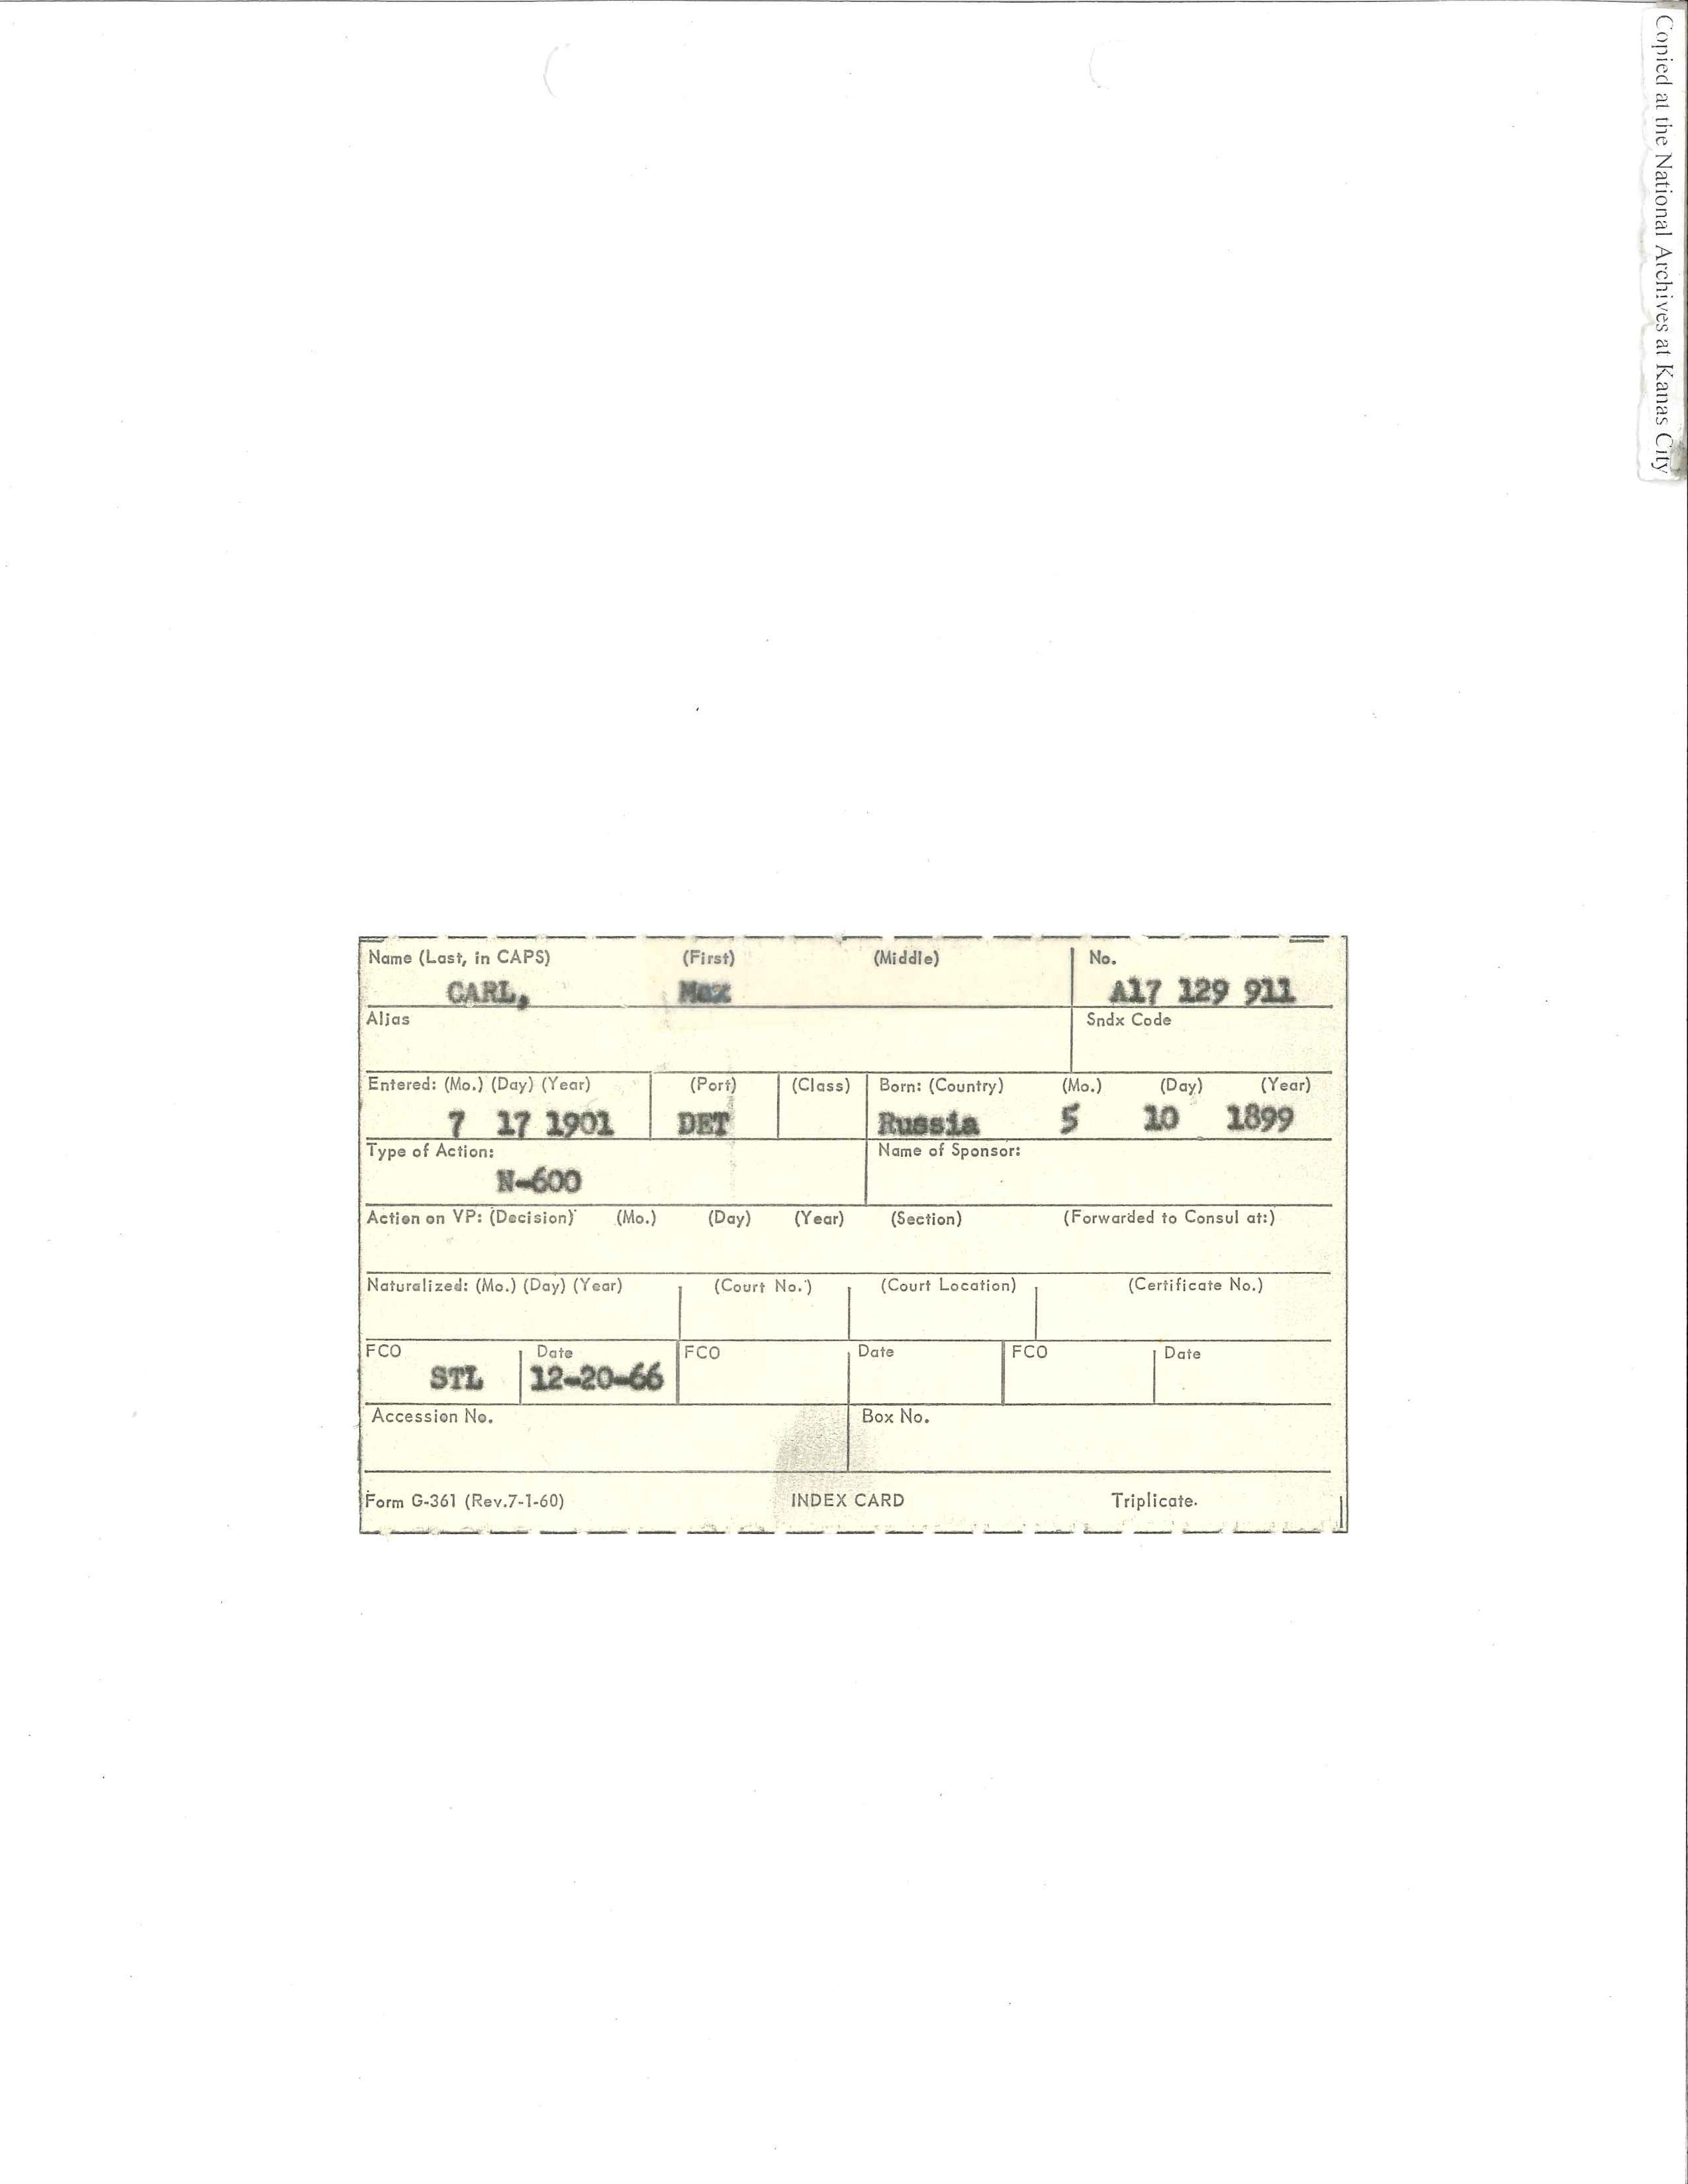 Copied at the National Archives at Kanas City
Name (Last, in CAPS) (First) (Middle) No.
CARL, Max A17 129 911
Alias Sndx Code
Entered: (Mo.) (Day) (Year) (Port) (Class) Born: (Country) (Mo.) (Day) (Year)
7 17 1901 DET Russia 5 10 1899
Type of Action: Name of Sponsor:
N-600
Action on VP: (Decision) (Mo.) (Day) (Year) (Section) (Forwarded to Consul at:)
Naturalized: (Mo.) (Day) (Year) (Court No.) (Court Location) (Certificate No.)
FCO Date FCO Date FCO Date
STL 12-20-66
Accession No. Box No.
Form G-361 (Rev.7-1-60) INDEX CARD Triplicate.